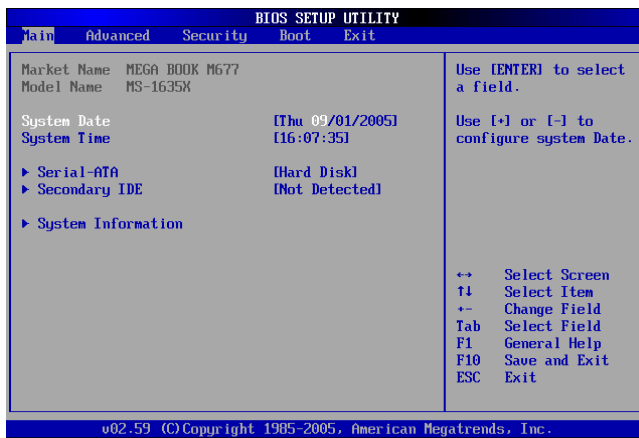 BIOS SETUP UTILITY
Main Advanced Security Boot Exit
Market Name MEGA BOOK M677
Model Name MS-1635X
System Date [Thu 09/01/2005]
System Time [16:07:35]
▶ Serial-ATA [Hard Disk]
▶ Secondary IDE [Not Detected]
▶ System Information
Use [ENTER] to select
a field.
Use [+] or [-] to
configure system Date.
↔ Select Screen
↑↓ Select Item
+- Change Field
Tab Select Field
F1 General Help
F10 Save and Exit
ESC Exit
v02.59 (C)Copyright 1985-2005, American Megatrends, Inc.